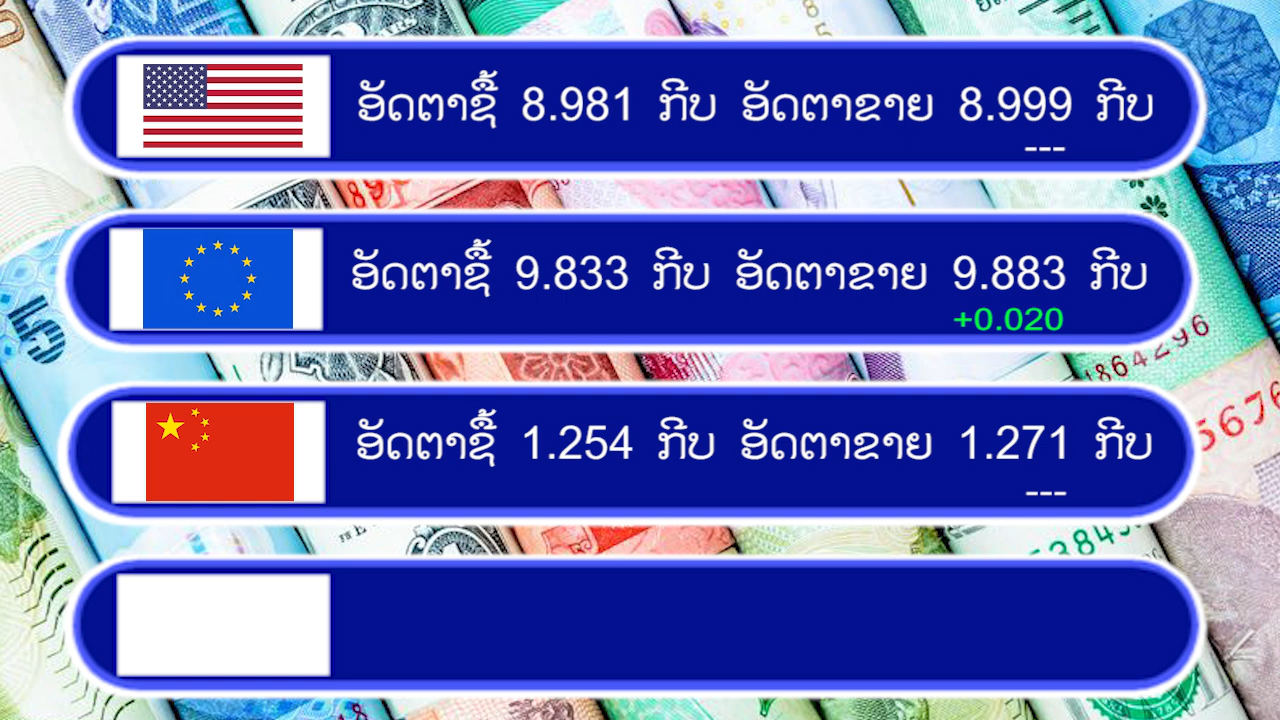 ອັດຕາຊື້ 8.981 ກີບ ອັດຕາຂາຍ 8.999 ກີບ
---
ອັດຕາຊື້ 9.833 ກີບ ອັດຕາຂາຍ 9.883 ກີບ
+0.020
ອັດຕາຊື້ 1.254 ກີບ ອັດຕາຂາຍ 1.271 ກີບ
---